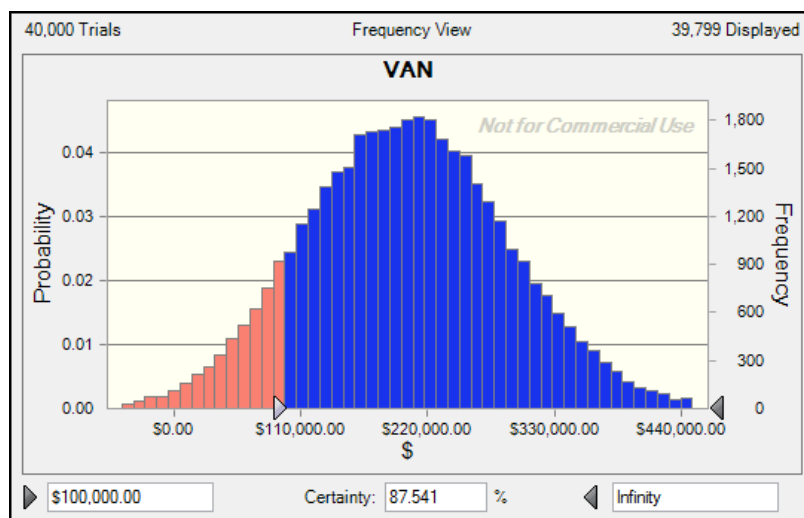 40,000 Trials Frequency View 39,799 Displayed
VAN
Not for Commercial Use
Probability
0.04
0.03
0.02
0.01
0.00
1,800
1,500
1,200
900
600
300
0
Frequency
$0.00 $110,000.00 $220,000.00 $330,000.00 $440,000.00
$
$100,000.00 Certainty: 87.541 % Infinity